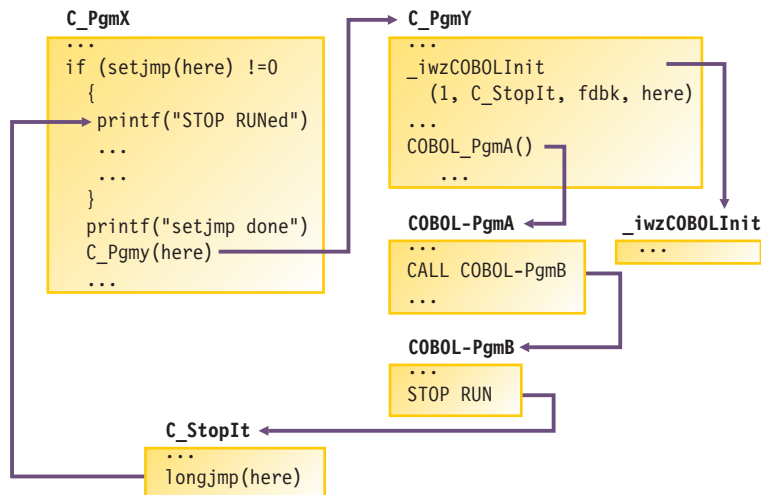 C_PgmX
...
if (setjmp(here) !=0
{
printf("STOP RUNed")
...
...
}
printf("setjmp done")
C_Pgmy(here)
...
C_PgmY
...
_iwzCOBOLInit
(1, C_StopIt, fdbk, here)
...
COBOL_PgmA()
...
COBOL-PgmA
...
CALL COBOL-PgmB
...
_iwzCOBOLInit
...
COBOL-PgmB
...
STOP RUN
C_StopIt
...
longjmp(here)